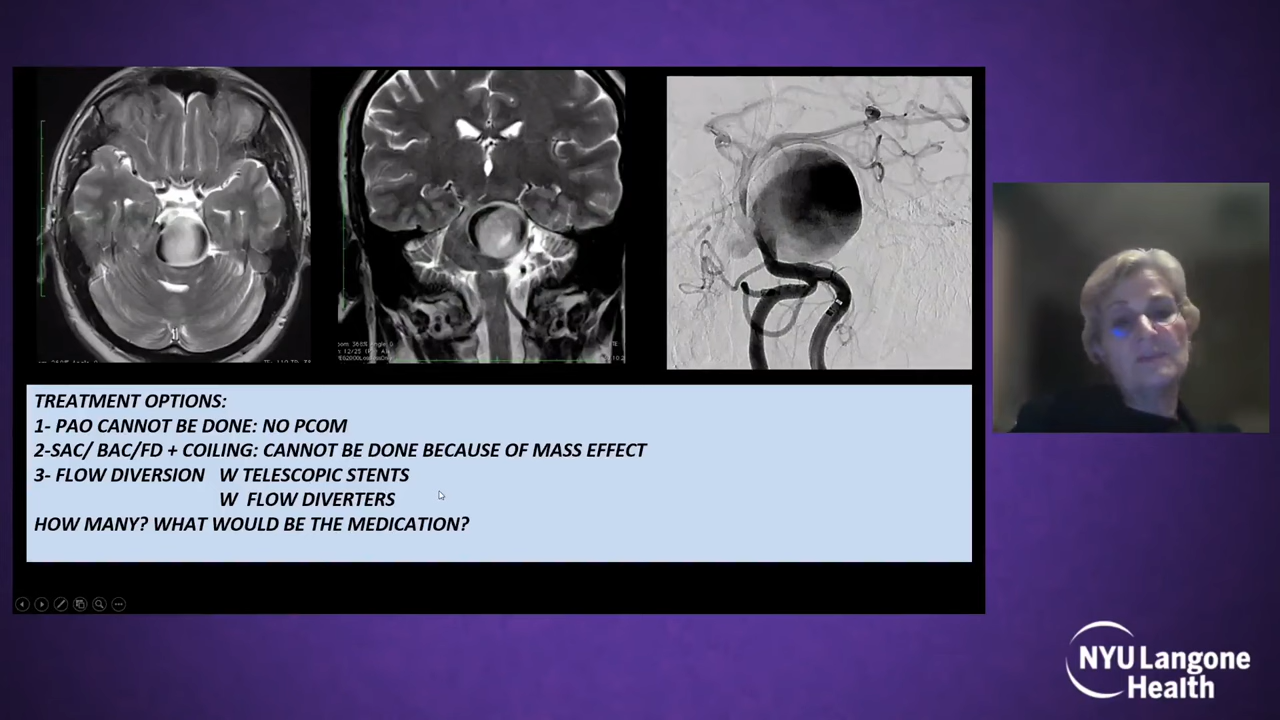 TREATMENT OPTIONS:
1- PAO CANNOT BE DONE: NO PCOM
2-SAC/ BAC/FD + COILING: CANNOT BE DONE BECAUSE OF MASS EFFECT
3- FLOW DIVERSION   W TELESCOPIC STENTS
W  FLOW DIVERTERS
HOW MANY? WHAT WOULD BE THE MEDICATION?
NYU Langone
Health